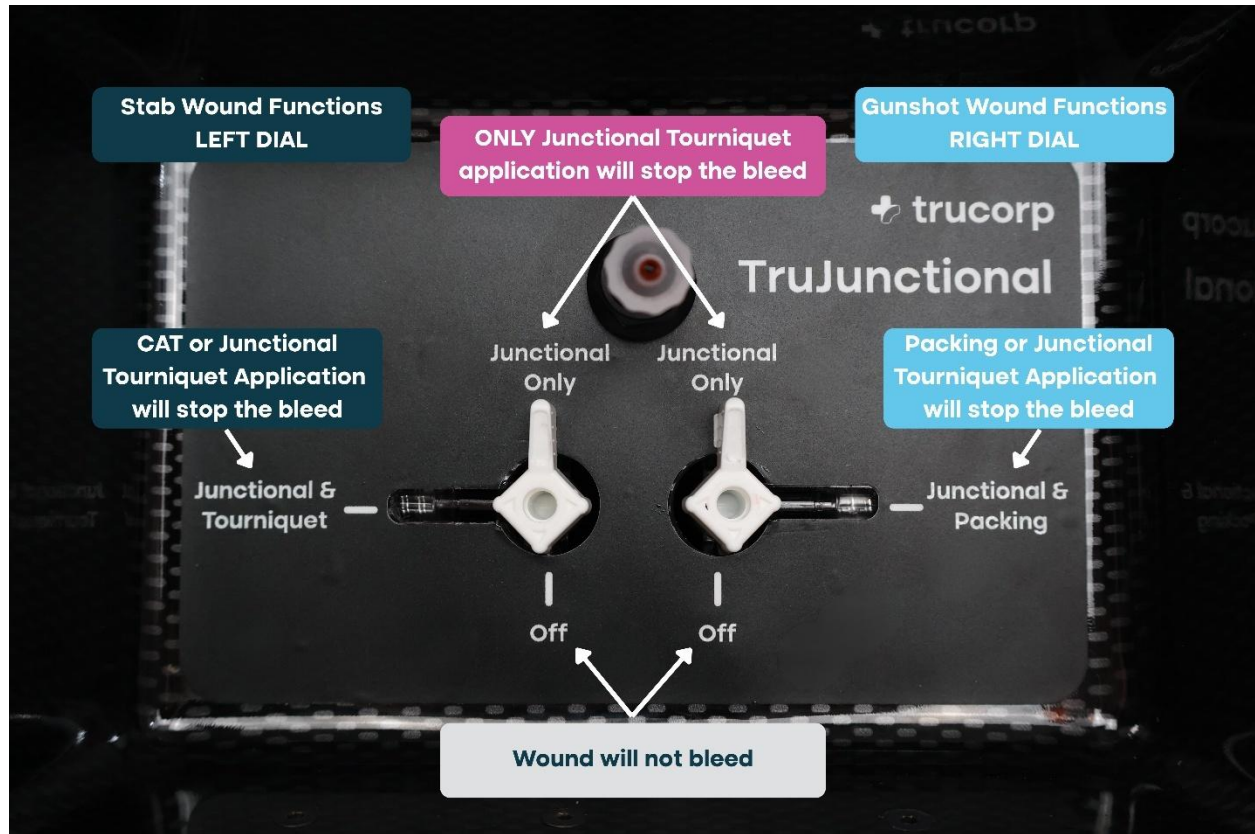 trucorp
Stab Wound Functions
LEFT DIAL
ONLY Junctional Tourniquet
application will stop the bleed
Gunshot Wound Functions
RIGHT DIAL
trucorp
TruJunctional
trucorp
CAT or Junctional
Tourniquet Application
will stop the bleed
Junctional
Only
Junctional
Only
Packing or Junctional
Tourniquet Application
will stop the bleed
Junctional &
Tourniquet
Junctional &
Packing
Off
Off
Wound will not bleed